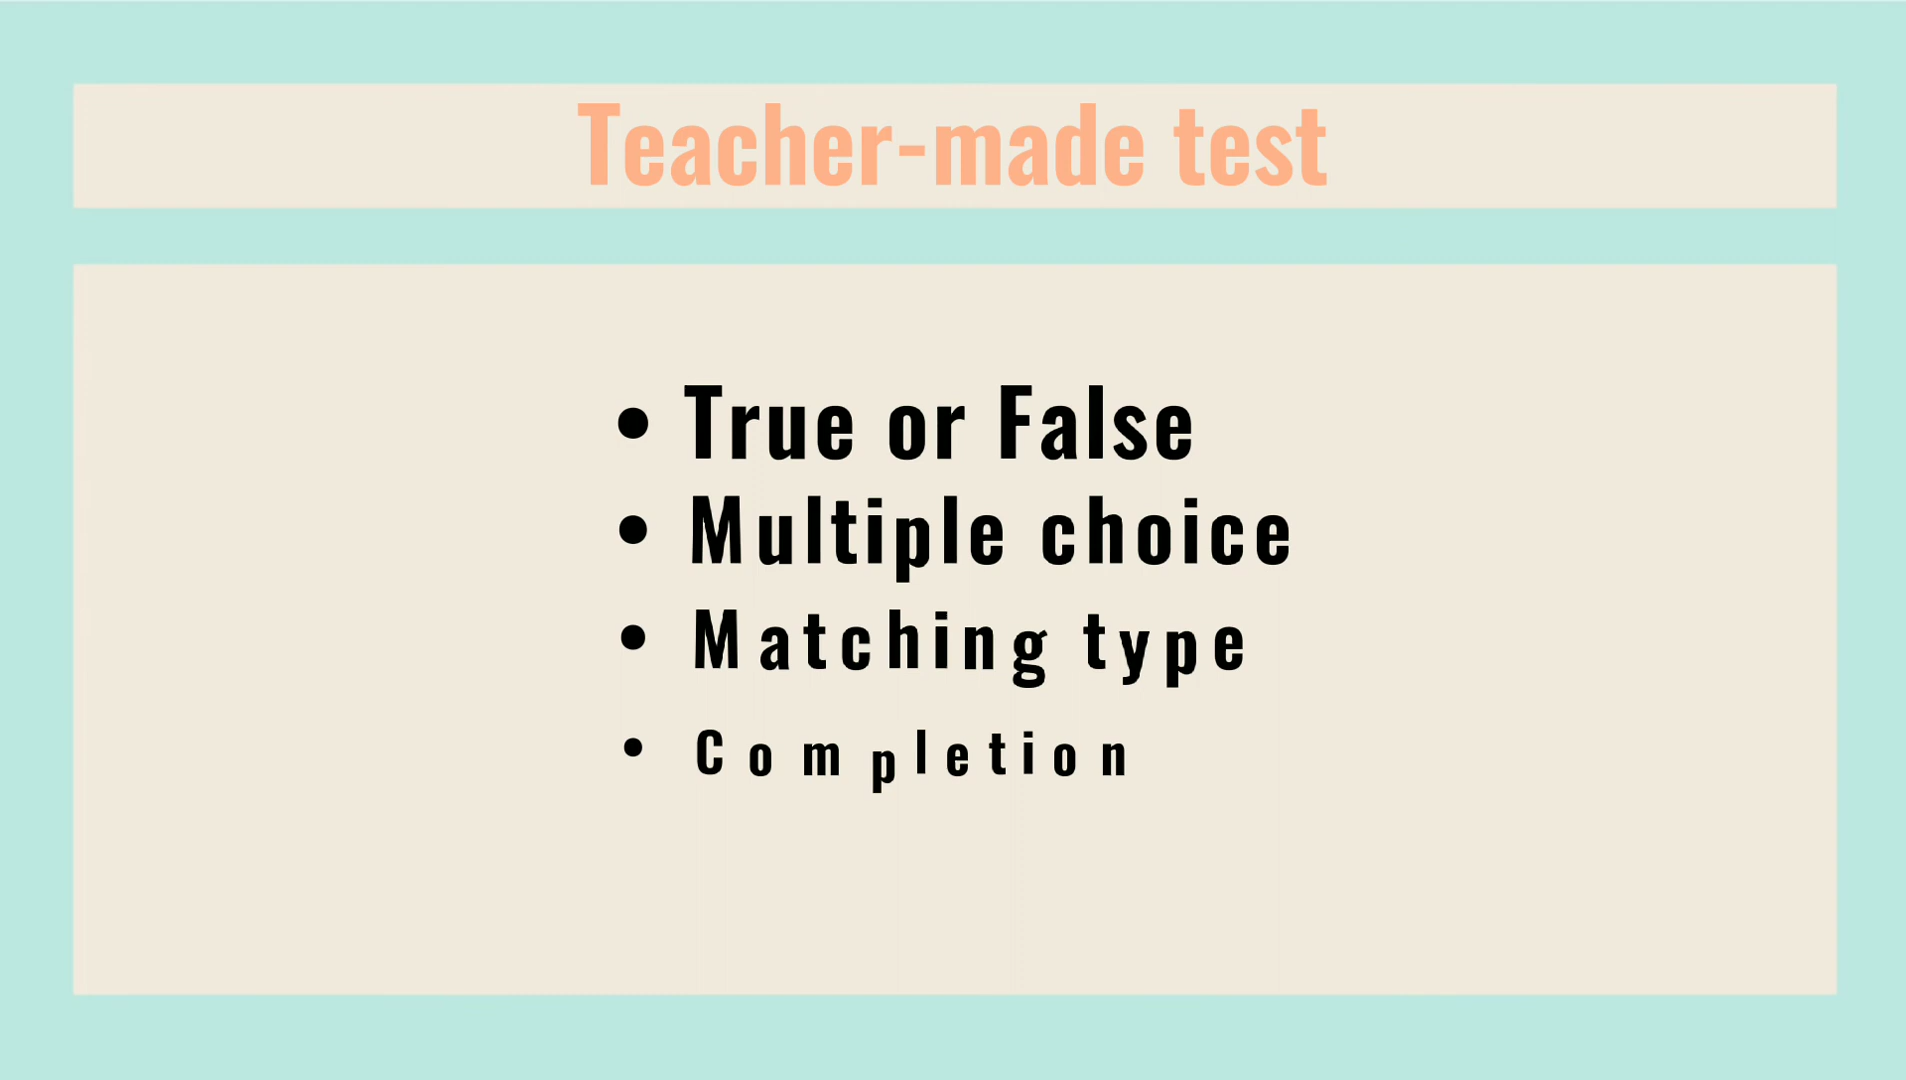 Teacher-made test
• True or False
• Multiple choice
• Matching type
• Completion